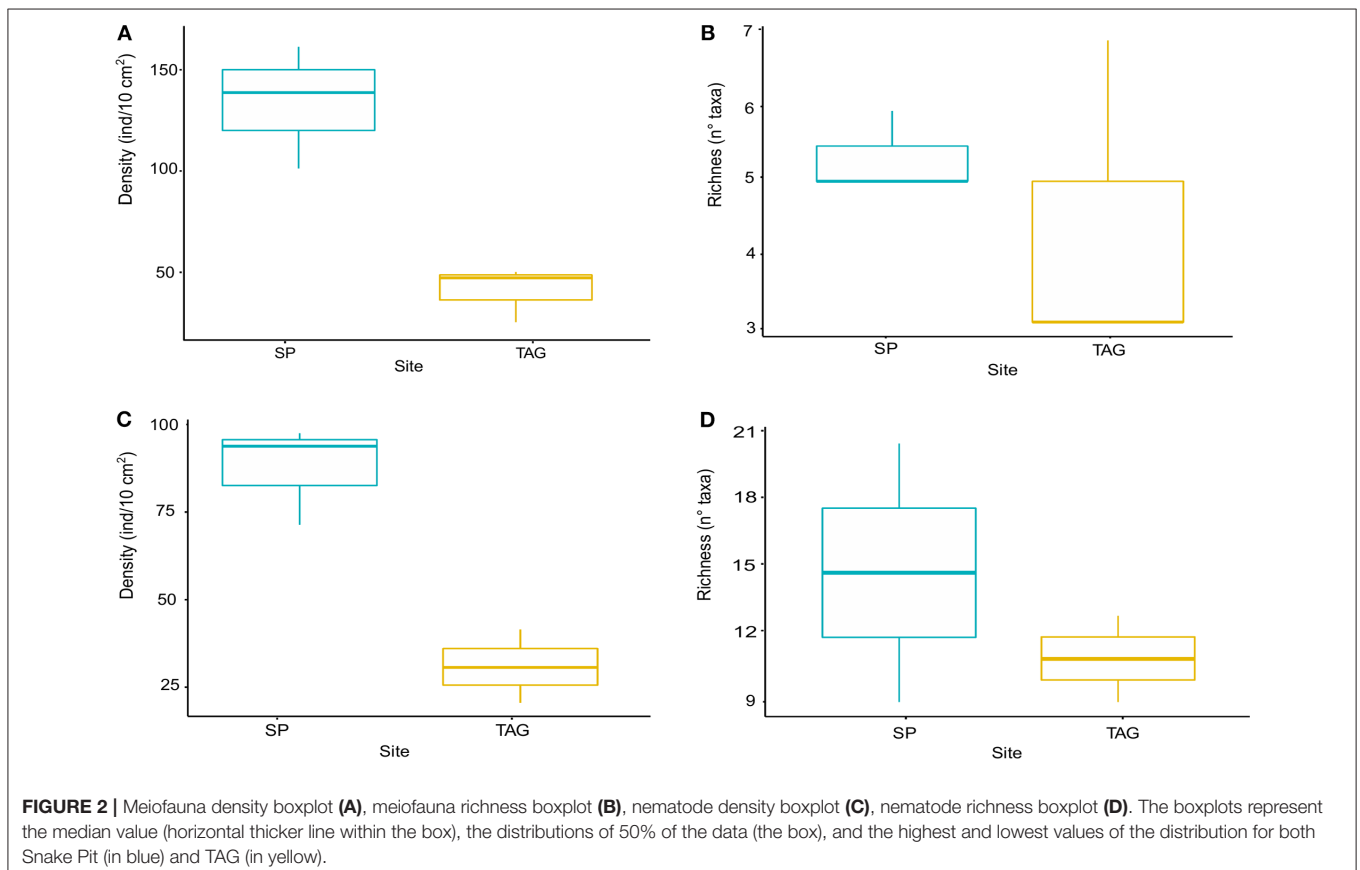 A
Density (ind/10 cm²)
150
100
50
SP
TAG
Site
B
Richnes (n° taxa)
7
6
5
4
3
SP
TAG
Site
C
Density (ind/10 cm²)
100
75
50
25
SP
TAG
Site
D
Richness (n° taxa)
21
18
15
12
9
SP
TAG
Site
FIGURE 2 | Meiofauna density boxplot (A), meiofauna richness boxplot (B), nematode density boxplot (C), nematode richness boxplot (D). The boxplots represent
the median value (horizontal thicker line within the box), the distributions of 50% of the data (the box), and the highest and lowest values of the distribution for both
Snake Pit (in blue) and TAG (in yellow).